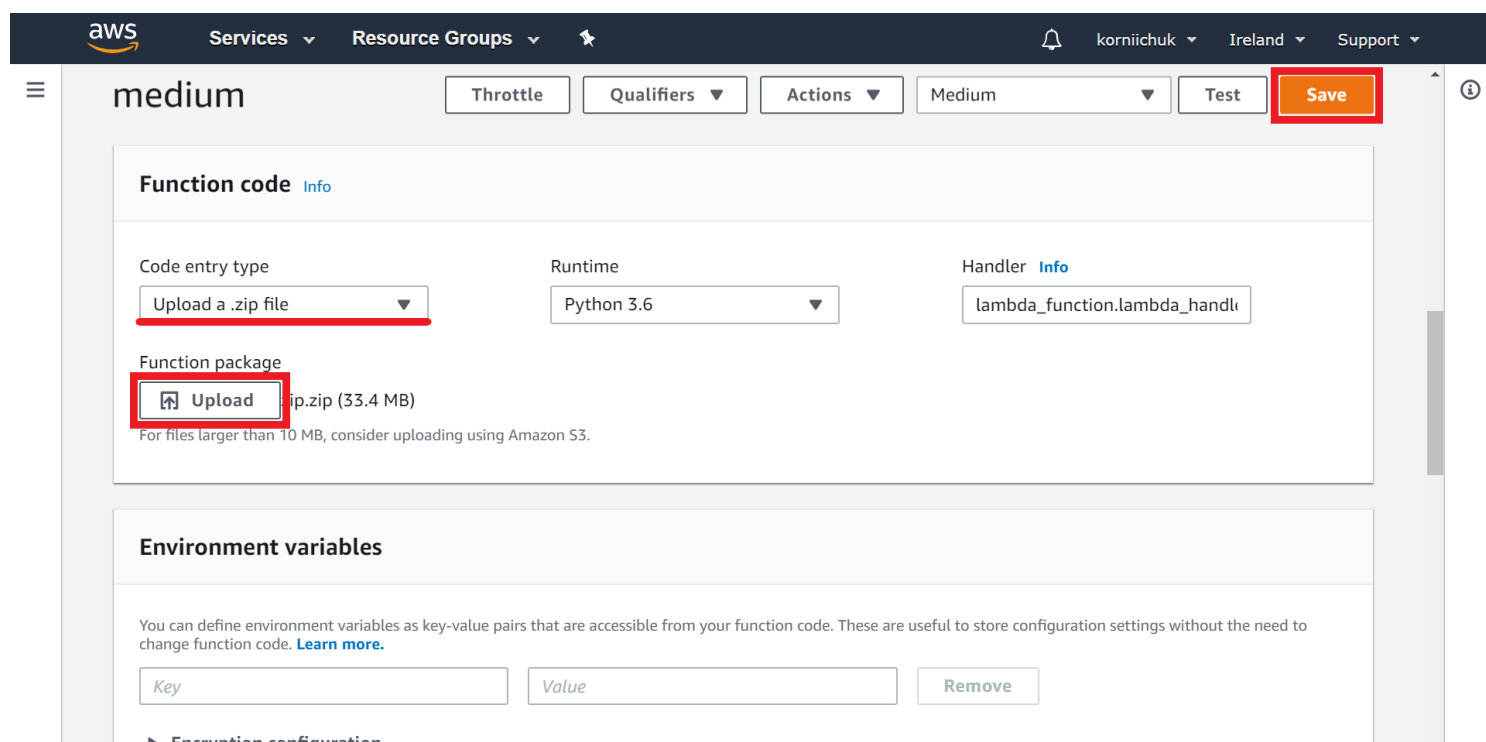 aws Services Resource Groups korniichuk Ireland Support
medium Throttle Qualifiers Actions Medium Test Save
Function code Info
Code entry type Runtime Handler Info
Upload a .zip file Python 3.6 lambda_function.lambda_handl
Function package
Upload ip.zip (33.4 MB)
For files larger than 10 MB, consider uploading using Amazon S3.
Environment variables
You can define environment variables as key-value pairs that are accessible from your function code. These are useful to store configuration settings without the need to
change function code. Learn more.
Key Value Remove
Encryption configuration